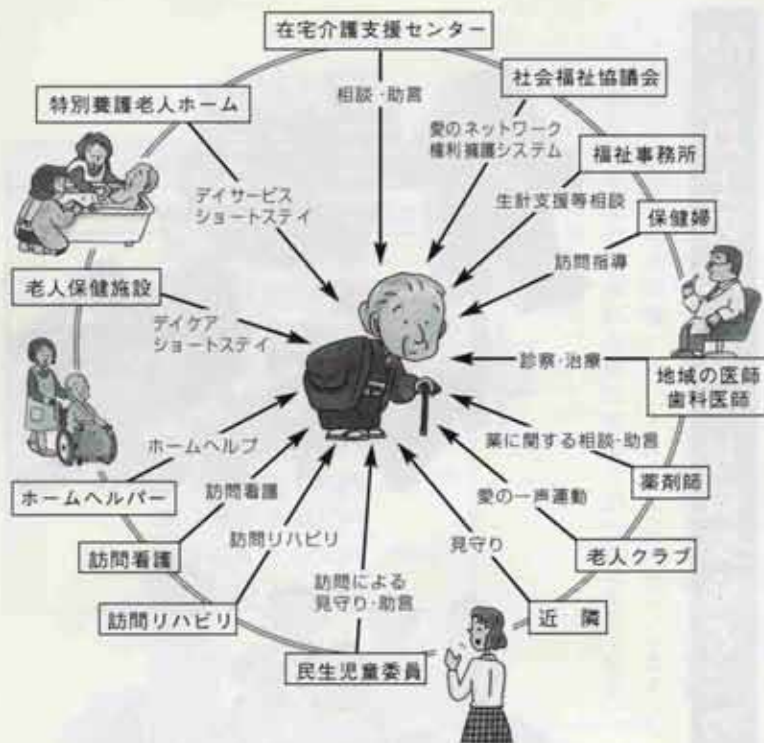 在宅介護支援センター
相談・助言
社会福祉協議会
愛のネットワーク
権利擁護システム
福祉事務所
生計支援等相談
保健婦
訪問指導
地域の医師
歯科医師
診察・治療
薬剤師
薬に関する相談・助言
老人クラブ
愛の一声運動
近隣
見守り
民生児童委員
訪問による
見守り・助言
訪問リハビリ
訪問リハビリ
訪問看護
訪問看護
ホームヘルパー
ホームヘルプ
老人保健施設
デイケア
ショートステイ
特別養護老人ホーム
デイサービス
ショートステイ